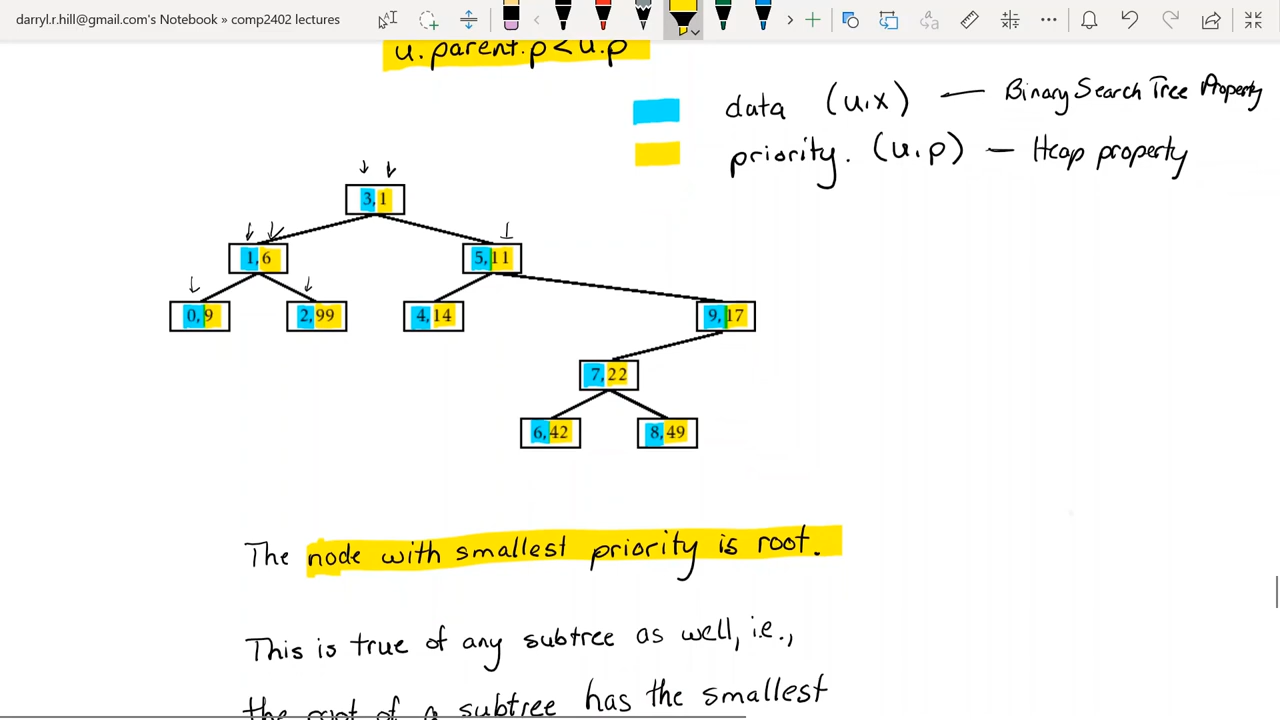 darryl.r.hill@gmail.com's Notebook » comp2402 lectures
u.parent.p < u.p
data (u.x) — Binary Search Tree Property
priority. (u.p) — Heap property
3,1
1,6
5,11
0,9
2,99
4,14
9,17
7,22
6,42
8,49
The node with smallest priority is root.
This is true of any subtree as well, i.e.,
the root of a subtree has the smallest